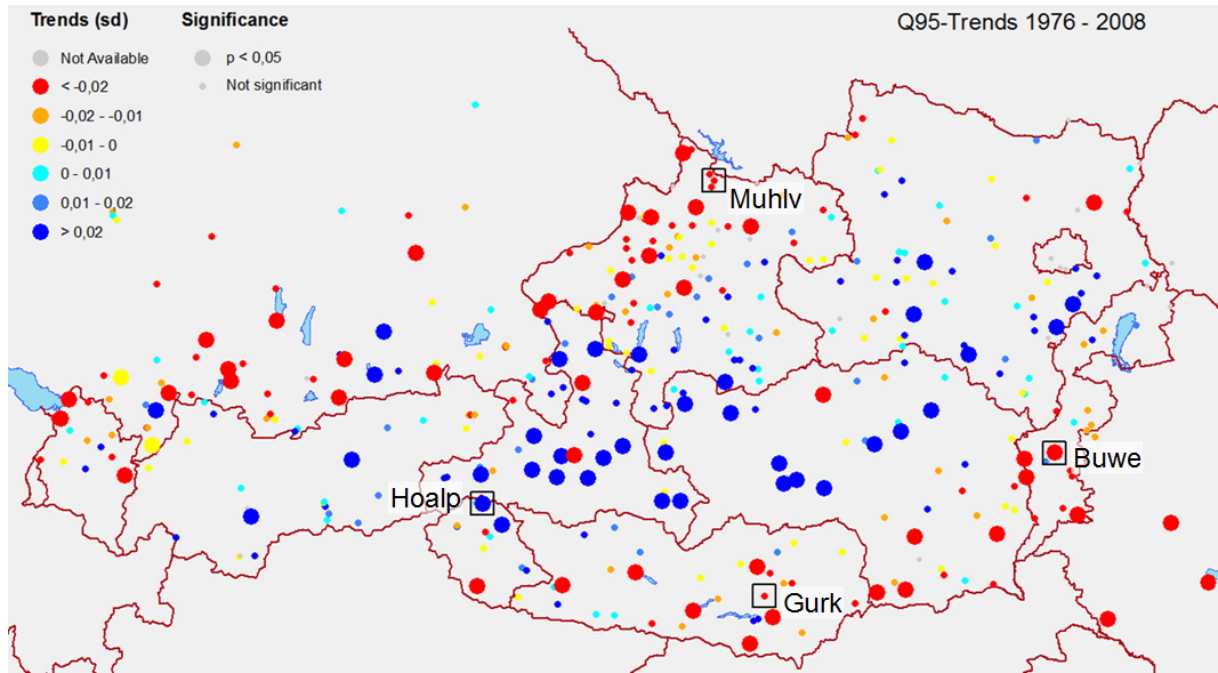 Trends (sd)
Significance
Q95-Trends 1976 - 2008
Not Available
p < 0,05
< -0,02
Not significant
-0,02 - -0,01
-0,01 - 0
0 - 0,01
0,01 - 0,02
> 0,02
Muhlv
Buwe
Hoalp
Gurk